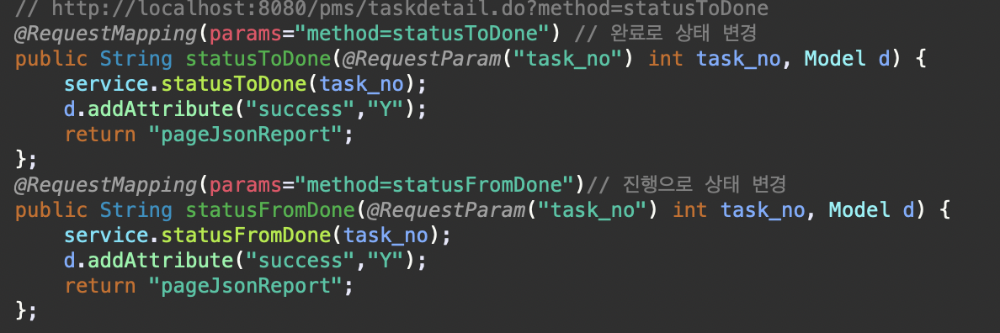 // http://localhost:8080/pms/taskdetail.do?method=statusToDone
@RequestMapping(params="method=statusToDone") // 완료로 상태 변경
public String statusToDone(@RequestParam("task_no") int task_no, Model d) {
    service.statusToDone(task_no);
    d.addAttribute("success","Y");
    return "pageJsonReport";
};
@RequestMapping(params="method=statusFromDone")// 진행으로 상태 변경
public String statusFromDone(@RequestParam("task_no") int task_no, Model d) {
    service.statusFromDone(task_no);
    d.addAttribute("success","Y");
    return "pageJsonReport";
};